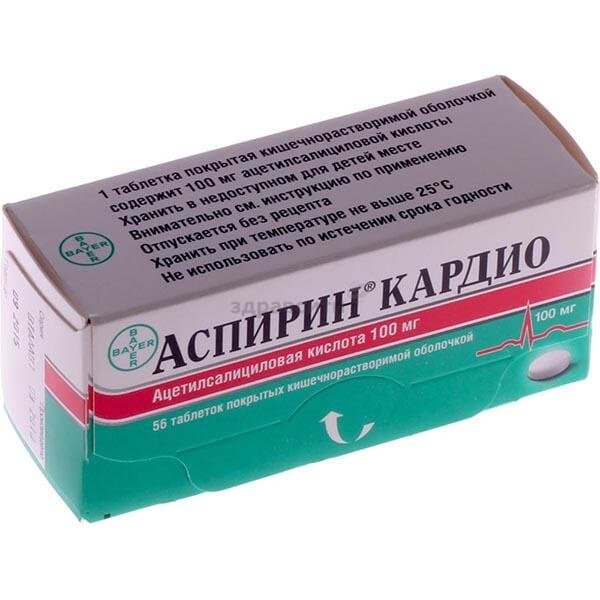 1 таблетка покрытая кишечнорастворимой оболочкой
содержит 100 мг ацетилсалициловой кислоты
Хранить в недоступном для детей месте
Внимательно см. инструкцию по применению
Отпускается без рецепта
Хранить при температуре не выше 25°C
Не использовать по истечении срока годности
BAYER
BAYER
BAYER
BAYER
АСПИРИН® КАРДИО
100 мг
Ацетилсалициловая кислота 100 мг
56 таблеток покрытых кишечнорастворимой оболочкой